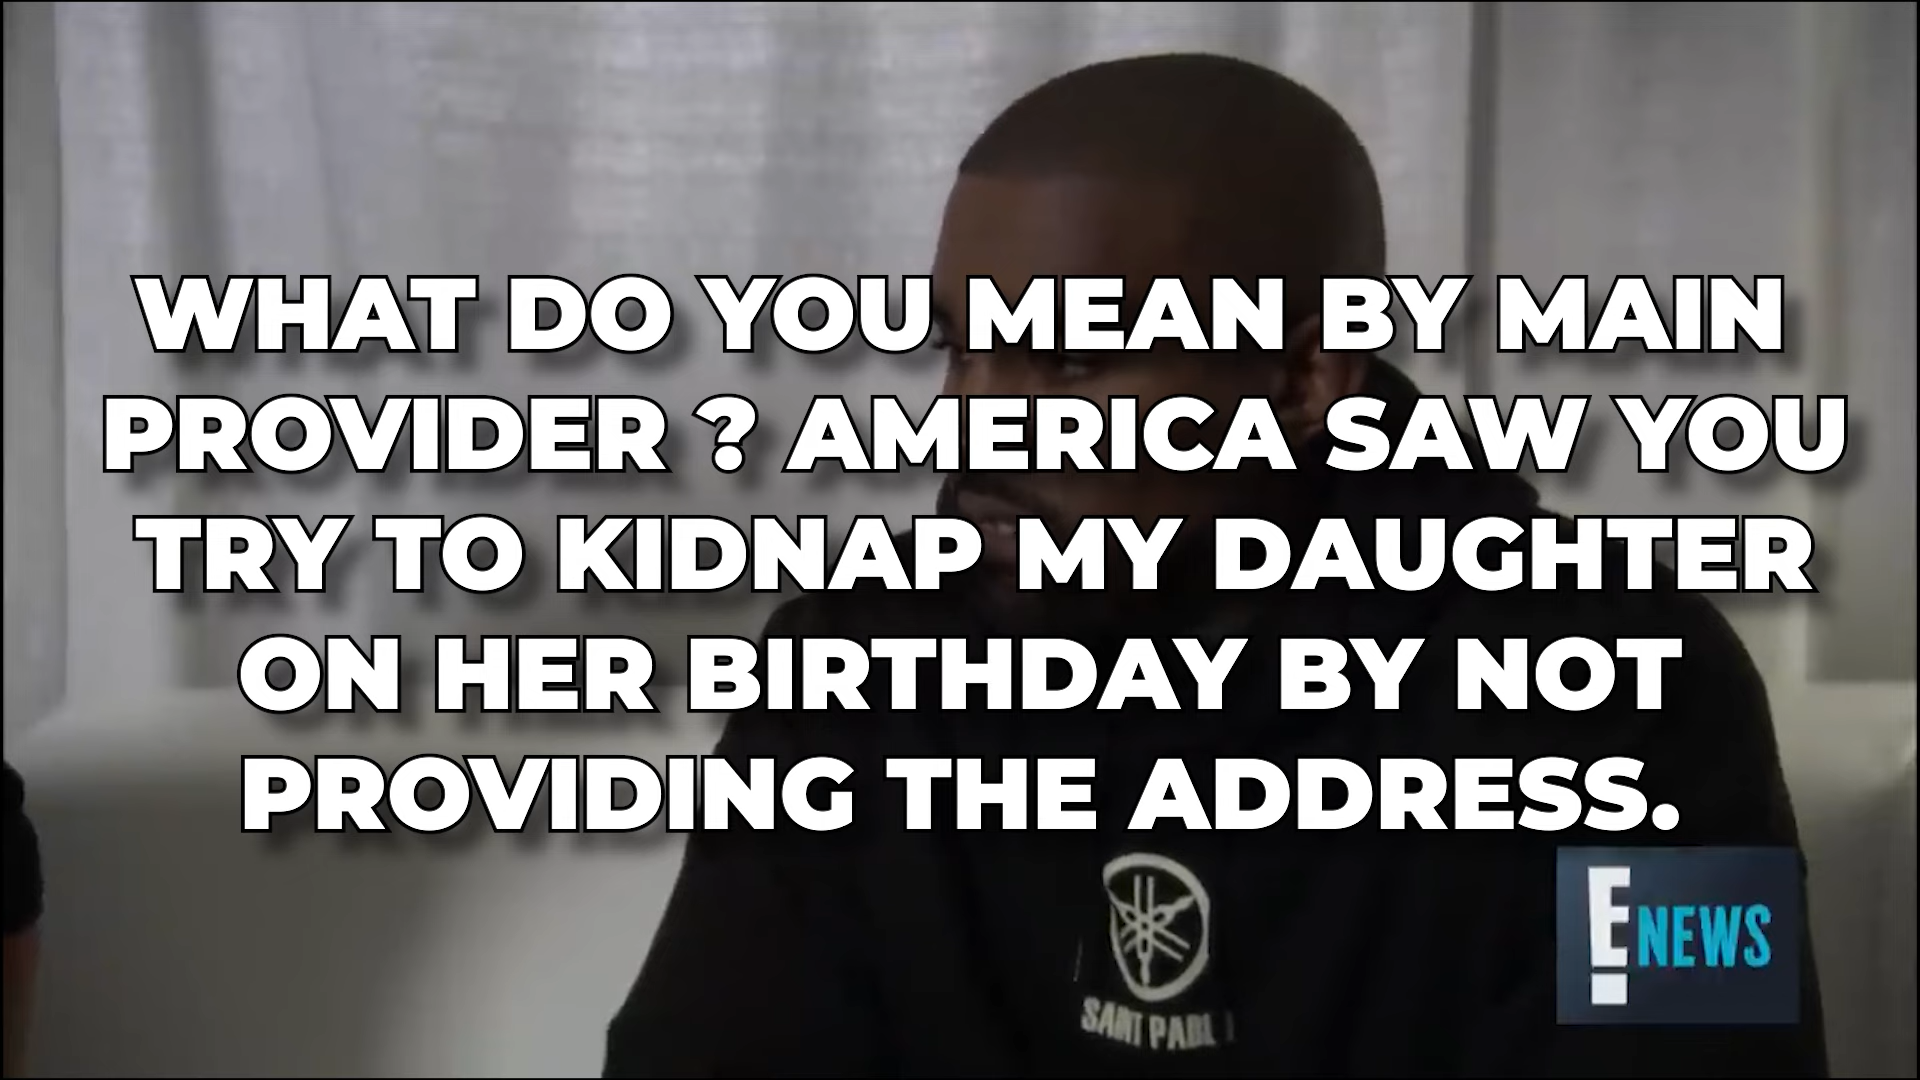 WHAT DO YOU MEAN BY MAIN
PROVIDER ? AMERICA SAW YOU
TRY TO KIDNAP MY DAUGHTER
ON HER BIRTHDAY BY NOT
PROVIDING THE ADDRESS.
E! NEWS
SAINT PABL